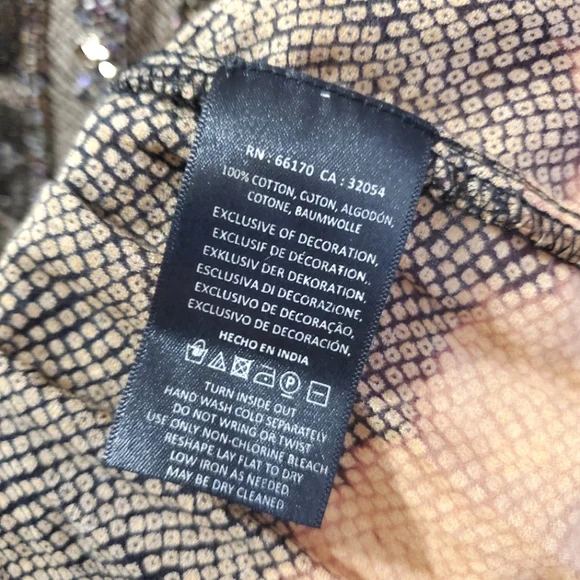 RN : 66170 CA : 32054
100% COTTON, COTON, ALGODÓN,
COTONE, BAUMWOLLE
EXCLUSIVE OF DECORATION,
EXCLUSIF DE DÉCORATION,
EXKLUSIV DER DEKORATION,
ESCLUSIVA DI DECORAZIONE,
EXCLUSIVO DE DECORAÇÃO,
EXCLUSIVO DE DECORACIÓN,
HECHO EN INDIA
P
TURN INSIDE OUT
HAND WASH COLD SEPARATELY
DO NOT WRING OR TWIST
USE ONLY NON-CHLORINE BLEACH
RESHAPE LAY FLAT TO DRY
LOW IRON AS NEEDED
MAY BE DRY CLEANED